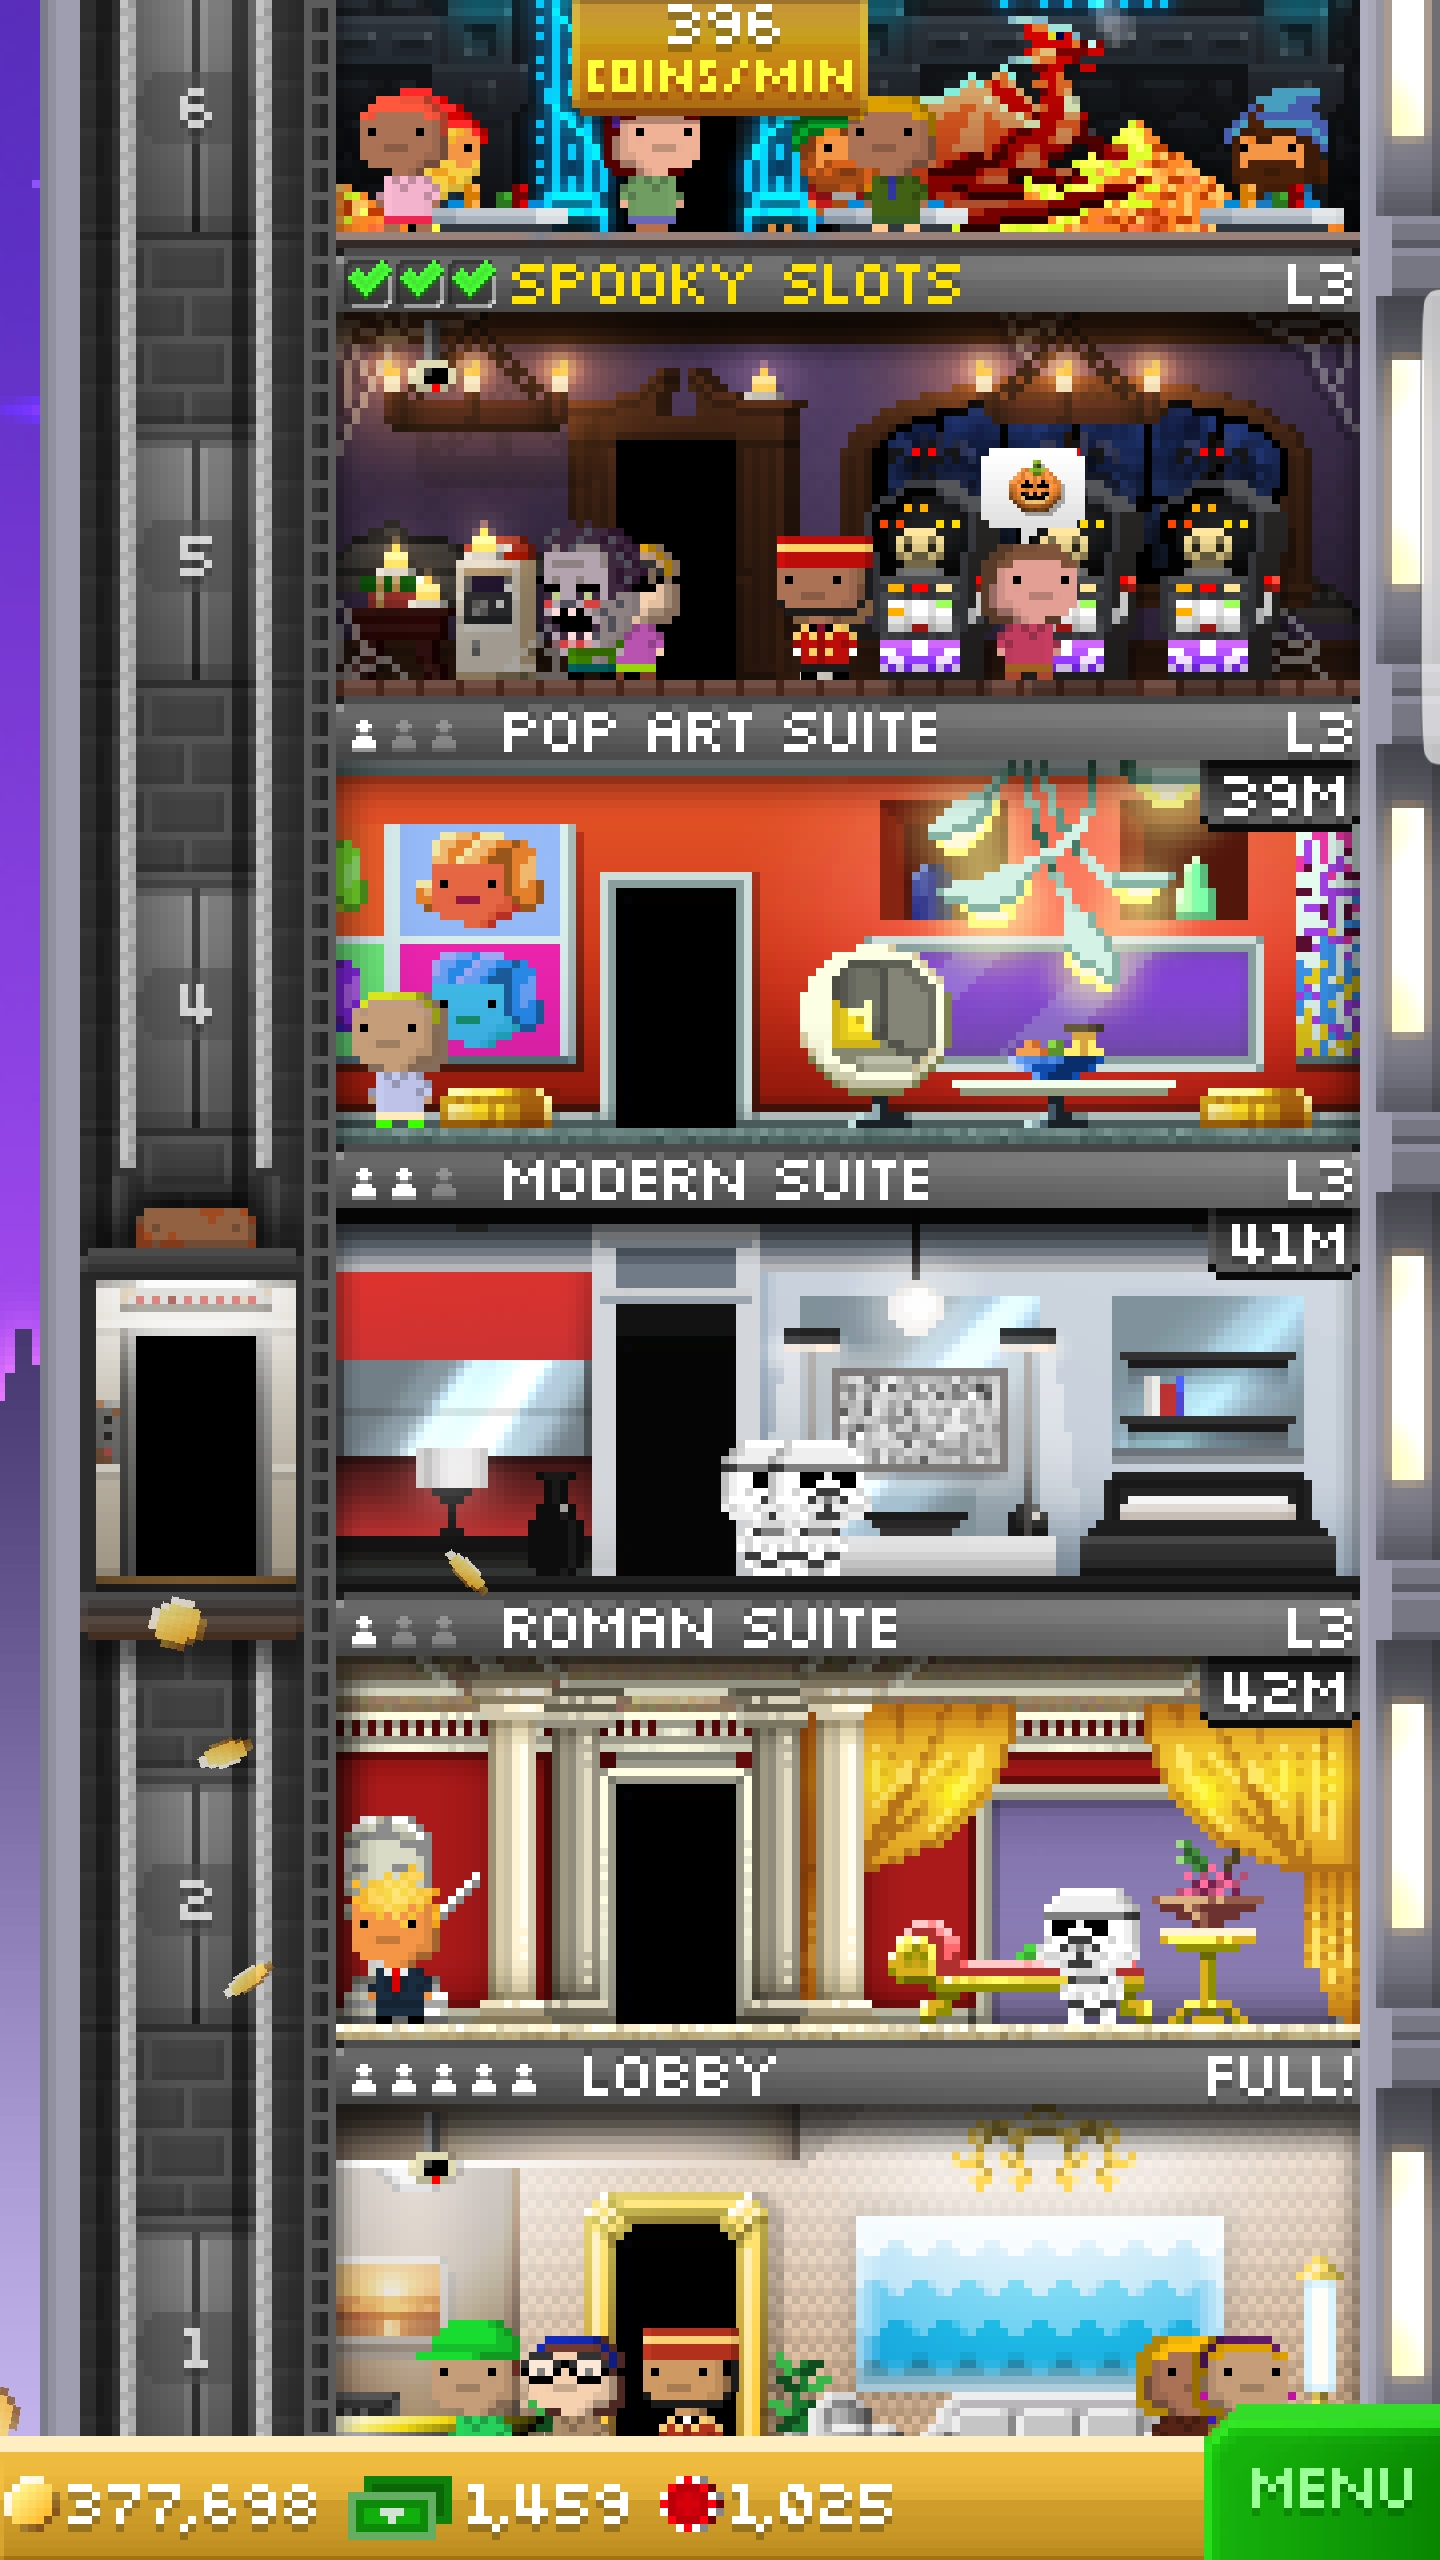 396
COINS/MIN
6
SPOOKY SLOTS L3
5
POP ART SUITE L3
39M
4
MODERN SUITE L3
41M
ROMAN SUITE L3
42M
2
LOBBY FULL!
1
377,698 1,459 1,025 MENU